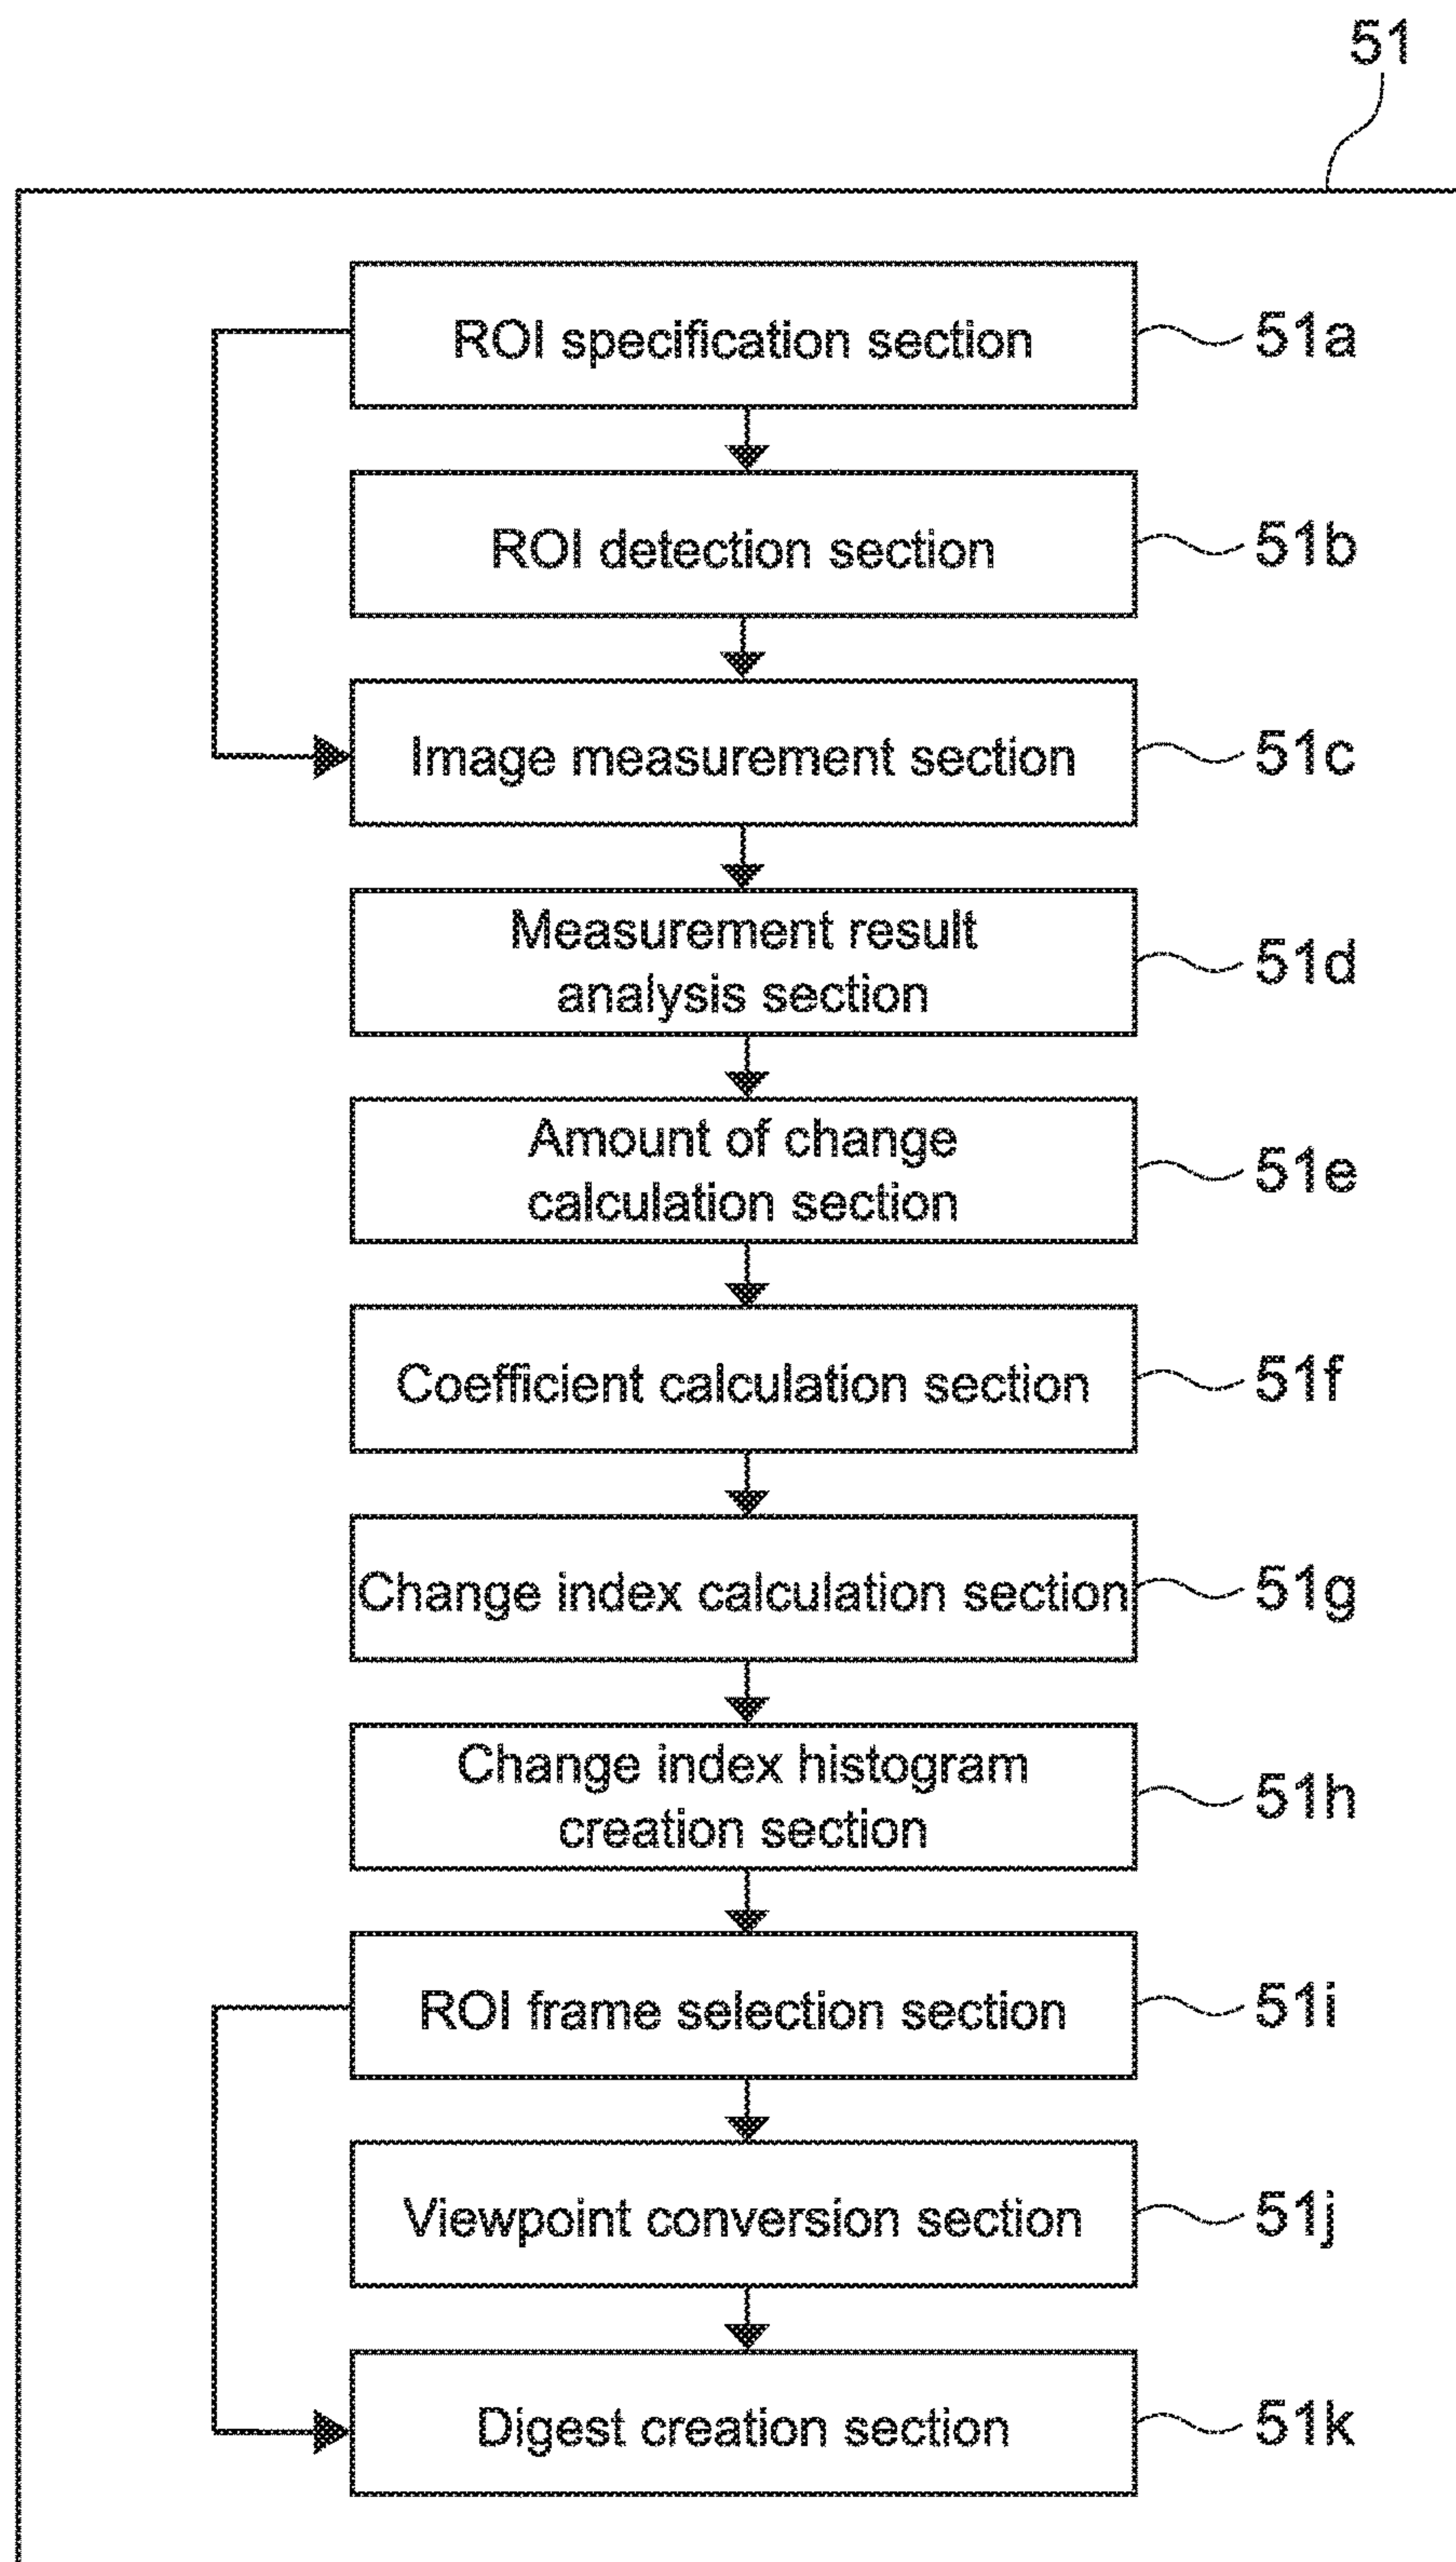 51
ROI specification section
51a
ROI detection section
51b
Image measurement section
51c
Measurement result
analysis section
51d
Amount of change
calculation section
51e
Coefficient calculation section
51f
Change index calculation section
51g
Change index histogram
creation section
51h
ROI frame selection section
51i
Viewpoint conversion section
51j
Digest creation section
51k